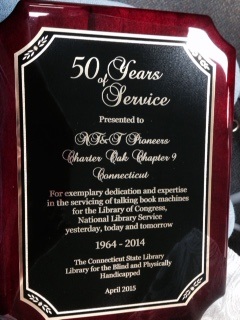 50 Years
of
Service
Presented to
AT&T Pioneers
Charter Oak Chapter 9
Connecticut
For exemplary dedication and expertise
in the servicing of talking book machines
for the Library of Congress,
National Library Service
yesterday, today and tomorrow
1964 - 2014
The Connecticut State Library
Library for the Blind and Physically
Handicapped
April 2015